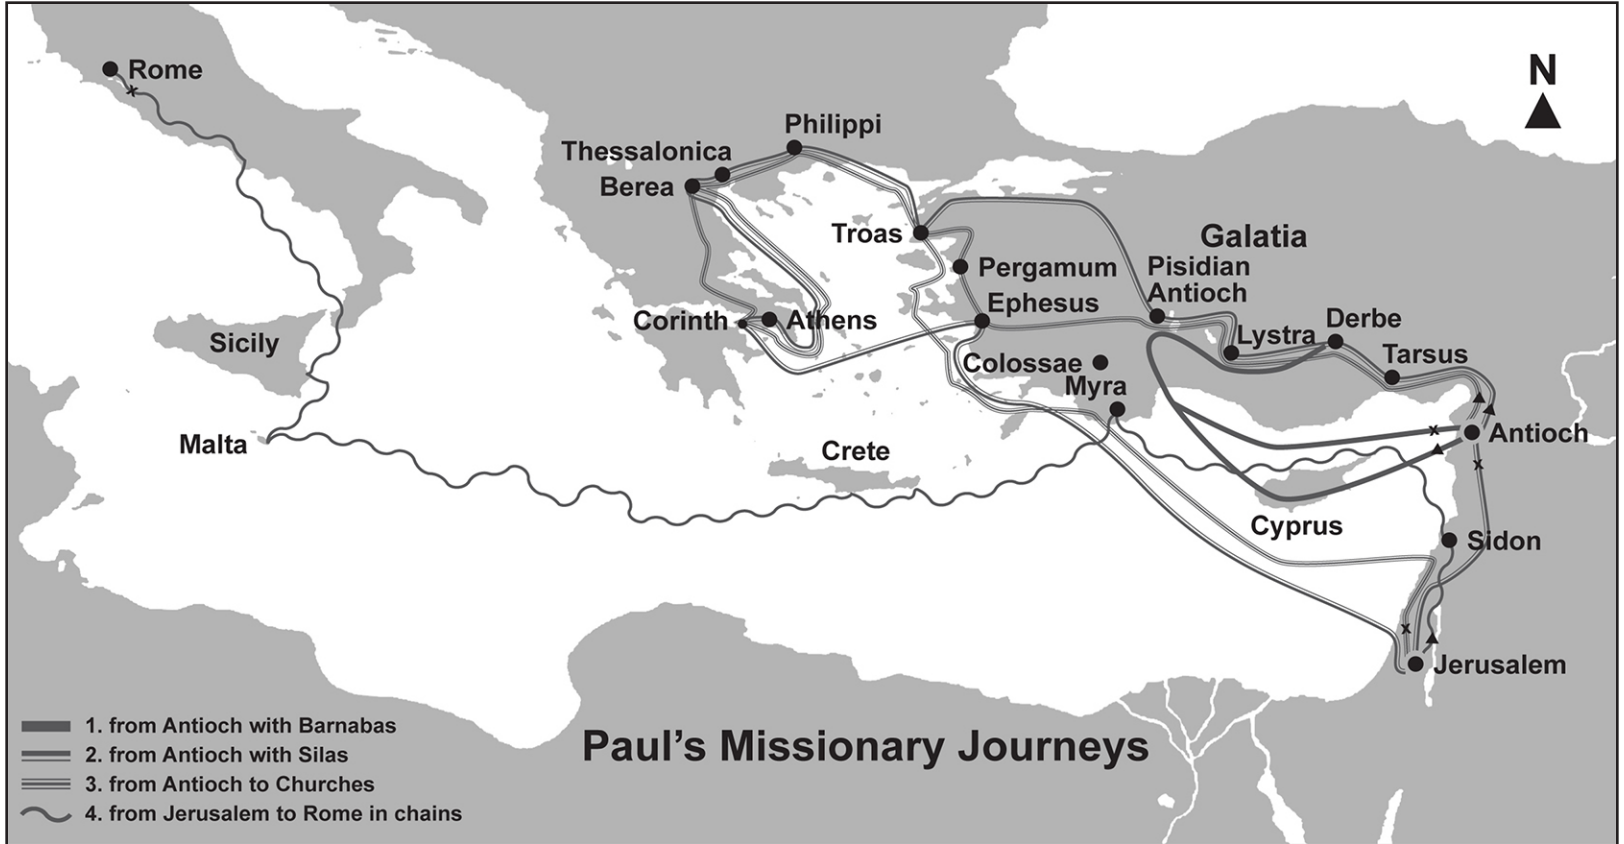 N
Rome
Philippi
Thessalonica
Berea
Troas
Galatia
Pergamum
Pisidian
Antioch
Ephesus
Corinth
Athens
Sicily
Lystra
Derbe
Tarsus
Colossae
Myra
Malta
Crete
Antioch
Cyprus
Sidon
Jerusalem
Paul’s Missionary Journeys
1. from Antioch with Barnabas
2. from Antioch with Silas
3. from Antioch to Churches
4. from Jerusalem to Rome in chains